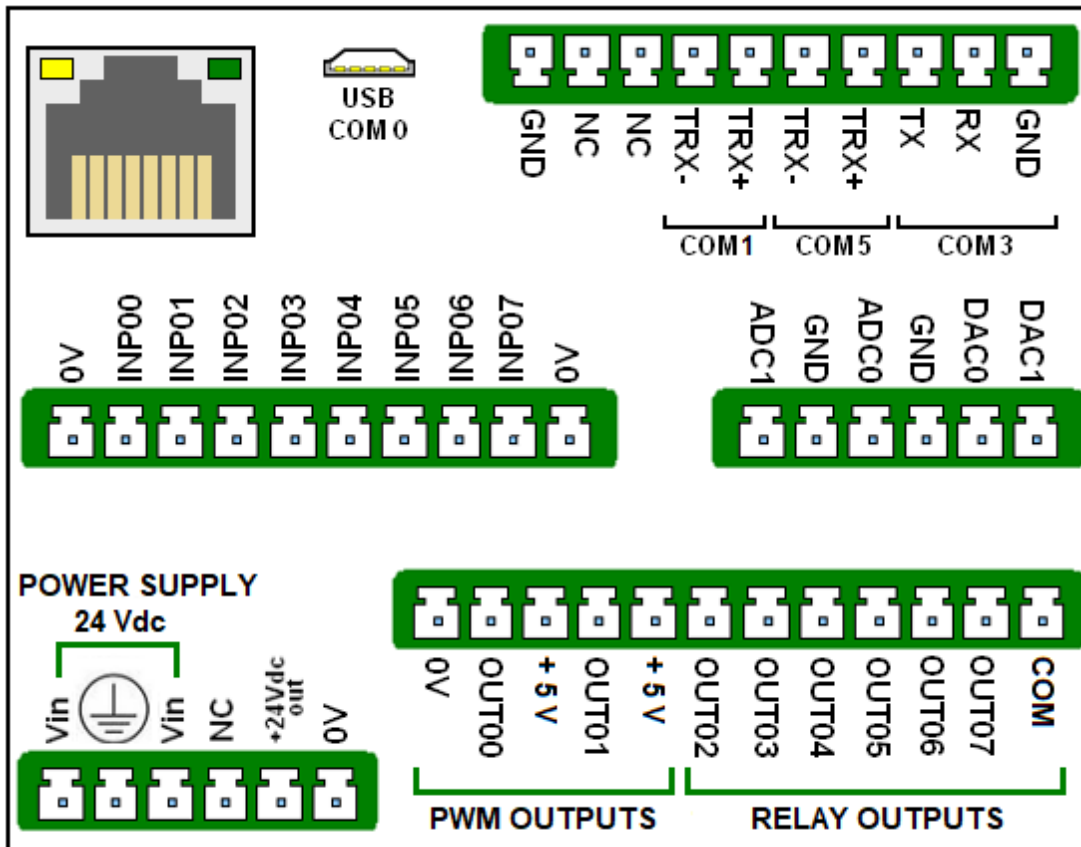 USB
COM 0
GND NC NC TRX- TRX+ TRX- TRX+ TX RX GND
COM1 COM5 COM3
0V INP00 INP01 INP02 INP03 INP04 INP05 INP06 INP07 0V
ADC1 GND ADC0 GND DAC0 DAC1
POWER SUPPLY
24 Vdc
Vin Vin NC +24Vdc out 0V
0V OUT00 + 5 V OUT01 + 5 V OUT02 OUT03 OUT04 OUT05 OUT06 OUT07 COM
PWM OUTPUTS RELAY OUTPUTS